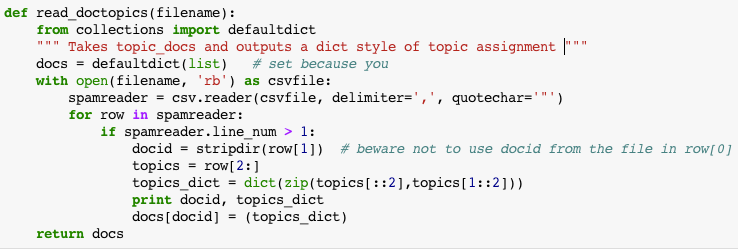 def read_doctopics(filename):
    from collections import defaultdict
    """ Takes topic_docs and outputs a dict style of topic assignment """
    docs = defaultdict(list)   # set because you
    with open(filename, 'rb') as csvfile:
        spamreader = csv.reader(csvfile, delimiter=',', quotechar='"')
        for row in spamreader:
            if spamreader.line_num > 1:
                docid = stripdir(row[1])  # beware not to use docid from the file in row[0]
                topics = row[2:]
                topics_dict = dict(zip(topics[::2],topics[1::2]))
                print docid, topics_dict
                docs[docid] = (topics_dict)
    return docs